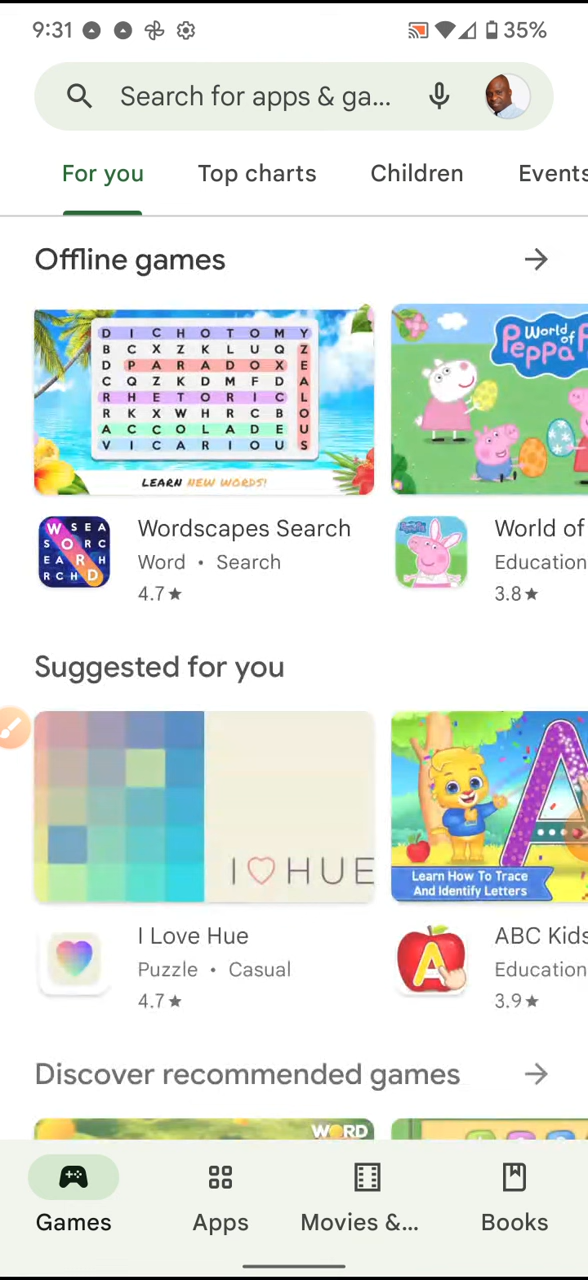 9:31
35%
Search for apps & ga...
For you Top charts Children Events
Offline games
D I C H O T O M Y
B C X Z K L U Q Z
D P A R A D O X E
C Q Z K D M F D A
R H E T O R I C L
R K X W H R C B O
A C C O L A D E U
V I C A R I O U S
LEARN NEW WORDS!
World of
Peppa
W S E A
S O R C
E A R H
R C H D
Wordscapes Search
Word • Search
4.7★
World of
Education
3.8★
Suggested for you
I ♡ HUE
A
Learn How To Trace
And Identify Letters
I Love Hue
Puzzle • Casual
4.7★
A
ABC Kids
Education
3.9★
Discover recommended games
WORD
Games Apps Movies &... Books